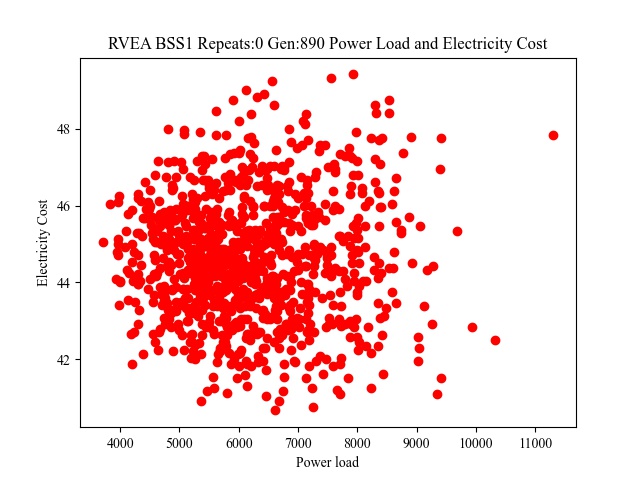 RVEA BSS1 Repeats:0 Gen:890 Power Load and Electricity Cost
Electricity Cost
48
46
44
42
4000 5000 6000 7000 8000 9000 10000 11000
Power load